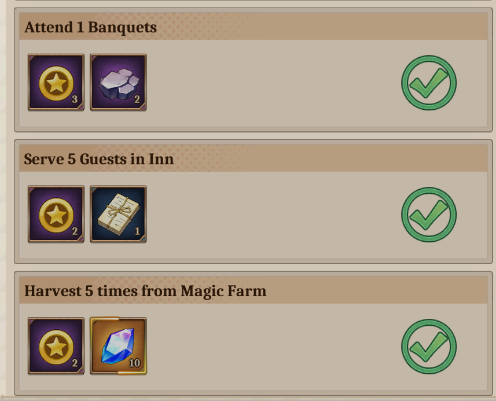 Attend 1 Banquets
3 2
Serve 5 Guests in Inn
2 1
Harvest 5 times from Magic Farm
2 10